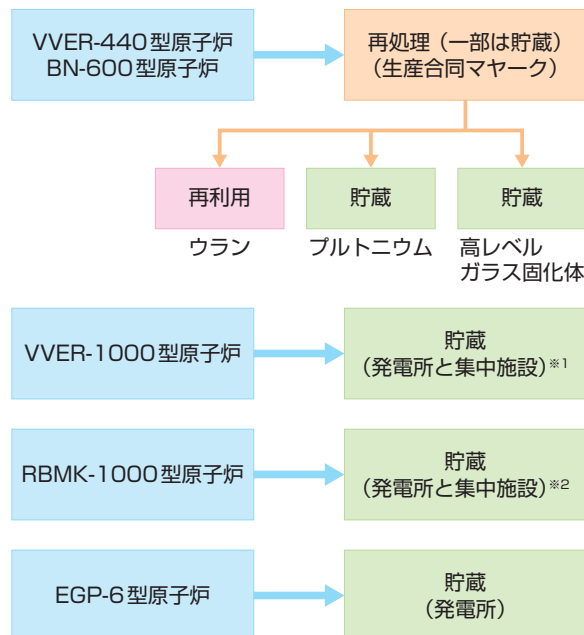 VVER-440型原子炉
BN-600型原子炉
再処理（一部は貯蔵）
（生産合同マヤーク）
再利用
貯蔵
貯蔵
ウラン
プルトニウム
高レベル
ガラス固化体
VVER-1000型原子炉
貯蔵
（発電所と集中施設）※1
RBMK-1000型原子炉
貯蔵
（発電所と集中施設）※2
EGP-6型原子炉
貯蔵
（発電所）